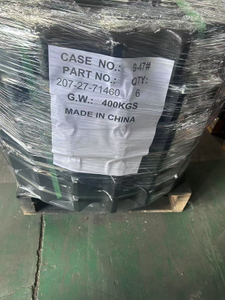 CASE NO.: 9-47#
PART NO.: QTY:
207-27-71460 6
G.W.: 400KGS
MADE IN CHINA